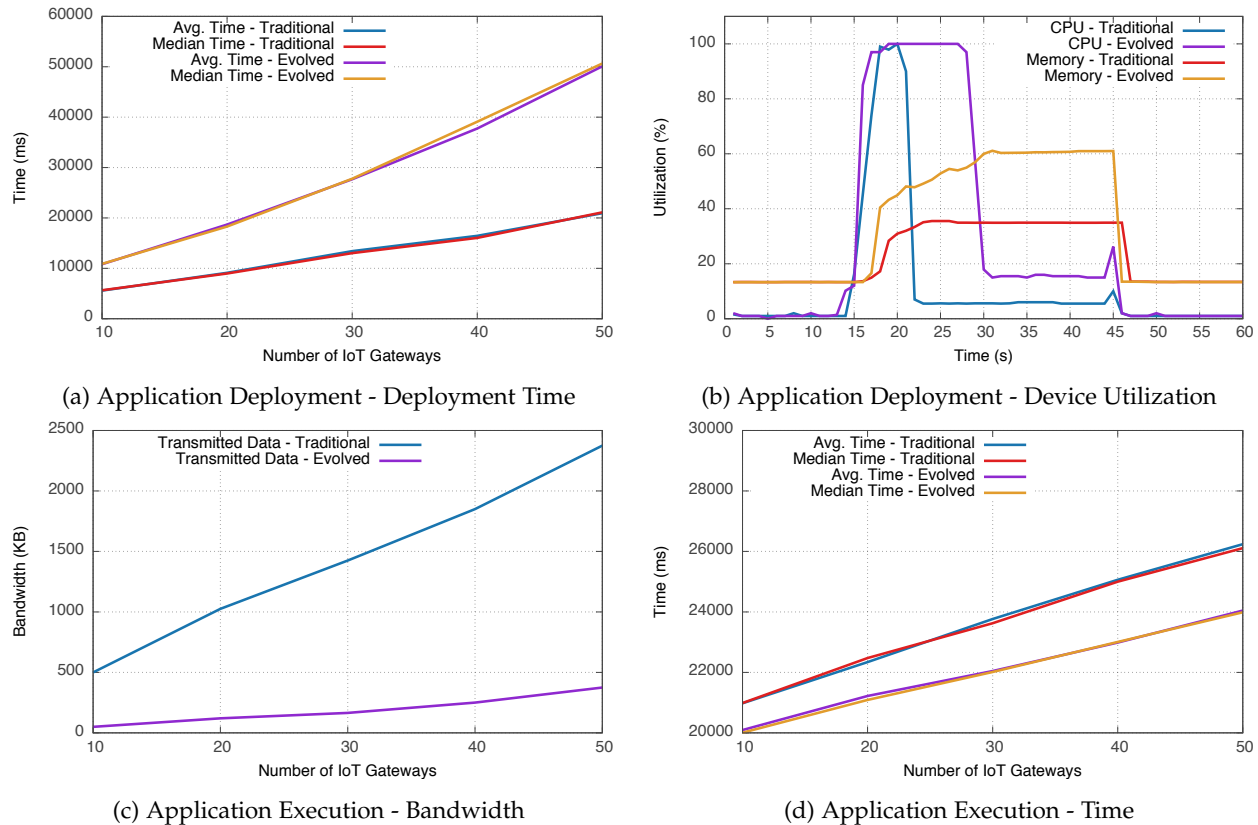 60000
50000
40000
30000
20000
10000
0
Time (ms)
Avg. Time - Traditional
Median Time - Traditional
Avg. Time - Evolved
Median Time - Evolved
10 20 30 40 50
Number of IoT Gateways
(a) Application Deployment - Deployment Time
100
80
60
40
20
0
Utilization (%)
CPU - Traditional
CPU - Evolved
Memory - Traditional
Memory - Evolved
0 5 10 15 20 25 30 35 40 45 50 55 60
Time (s)
(b) Application Deployment - Device Utilization
2500
2000
1500
1000
500
0
Bandwidth (KB)
Transmitted Data - Traditional
Transmitted Data - Evolved
10 20 30 40 50
Number of IoT Gateways
(c) Application Execution - Bandwidth
30000
28000
26000
24000
22000
20000
Time (ms)
Avg. Time - Traditional
Median Time - Traditional
Avg. Time - Evolved
Median Time - Evolved
10 20 30 40 50
Number of IoT Gateways
(d) Application Execution - Time